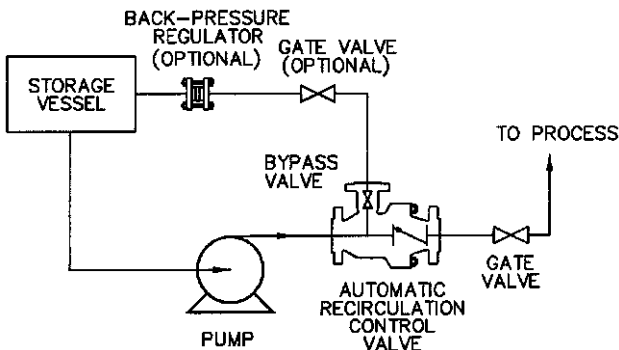 BACK-PRESSURE
REGULATOR
(OPTIONAL)
GATE VALVE
(OPTIONAL)
STORAGE
VESSEL
TO PROCESS
BYPASS
VALVE
GATE
VALVE
AUTOMATIC
RECIRCULATION
CONTROL
VALVE
PUMP